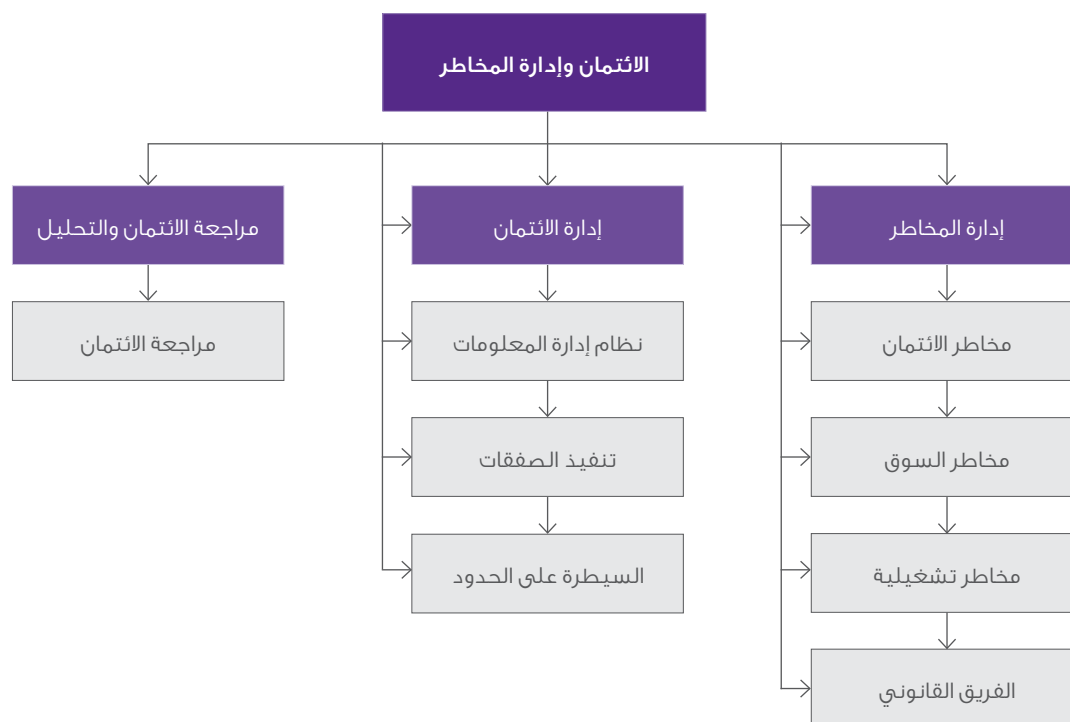 الائتمان وإدارة المخاطر
إدارة المخاطر
مخاطر الائتمان
مخاطر السوق
مخاطر تشغيلية
الفريق القانوني
إدارة الائتمان
نظام إدارة المعلومات
تنفيذ الصفقات
السيطرة على الحدود
مراجعة الائتمان والتحليل
مراجعة الائتمان